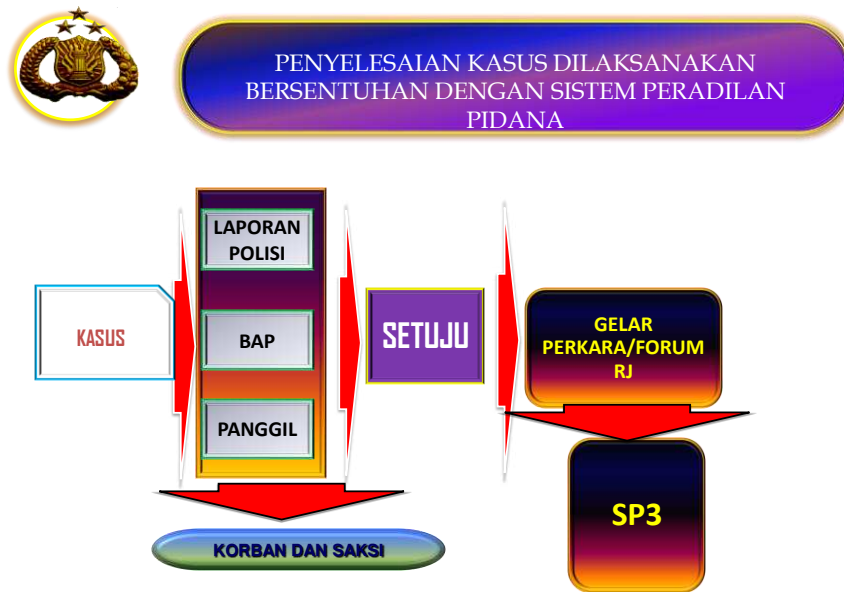 PENYELESAIAN KASUS DILAKSANAKAN
BERSENTUHAN DENGAN SISTEM PERADILAN
PIDANA
KASUS
LAPORAN
POLISI
BAP
PANGGIL
SETUJU
GELAR
PERKARA/FORUM
RJ
KORBAN DAN SAKSI
SP3